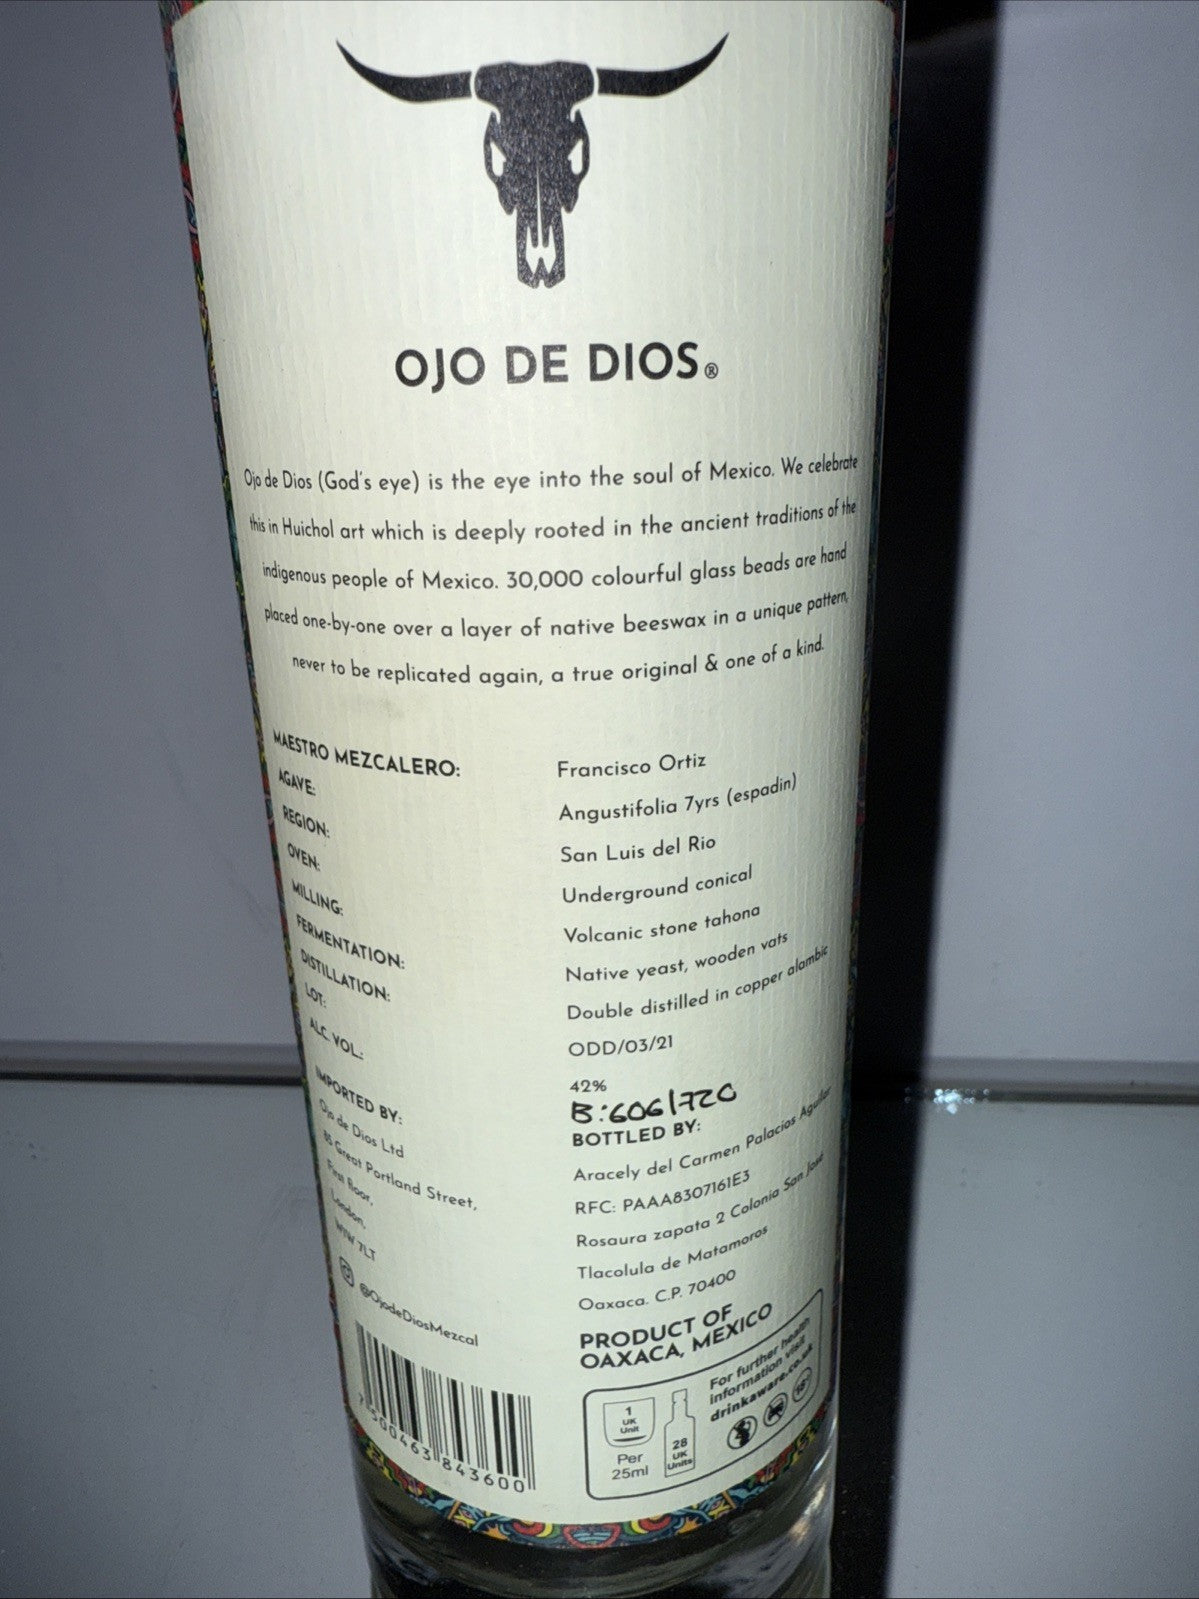 OJO DE DIOS®
Ojo de Dios (God's eye) is the eye into the soul of Mexico. We celebrate
this in Huichol art which is deeply rooted in the ancient traditions of the
indigenous people of Mexico. 30,000 colourful glass beads are hand
placed one-by-one over a layer of native beeswax in a unique pattern,
never to be replicated again, a true original & one of a kind.
MAESTRO MEZCALERO: Francisco Ortiz
AGAVE: Angustifolia 7yrs (espadin)
REGION: San Luis del Rio
OVEN: Underground conical
MILLING: Volcanic stone tahona
FERMENTATION: Native yeast, wooden vats
DISTILLATION: Double distilled in copper alambic
LOT: ODD/03/21
ALC. VOL.: 42%
B:606/720
IMPORTED BY:
Ojo de Dios Ltd
85 Great Portland Street,
First floor,
London,
W1W 7LT
@OjodeDiosMezcal
7 500463 843600
BOTTLED BY:
Aracely del Carmen Palacios Aguilar
RFC: PAAA8307161E3
Rosaura zapata 2 Colonia San Jose
Tlacolula de Matamoros
Oaxaca. C.P. 70400
PRODUCT OF
OAXACA, MEXICO
1
UK
Unit
Per
25ml
28
UK
Units
For further health
information visit
drinkaware.co.uk
18